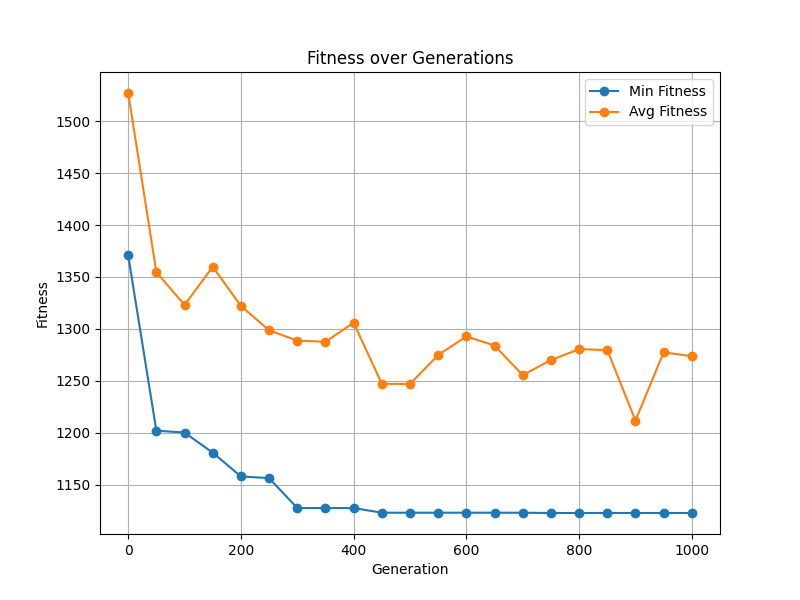 Fitness over Generations
Min Fitness
Avg Fitness
Fitness
1500
1450
1400
1350
1300
1250
1200
1150
0 200 400 600 800 1000
Generation